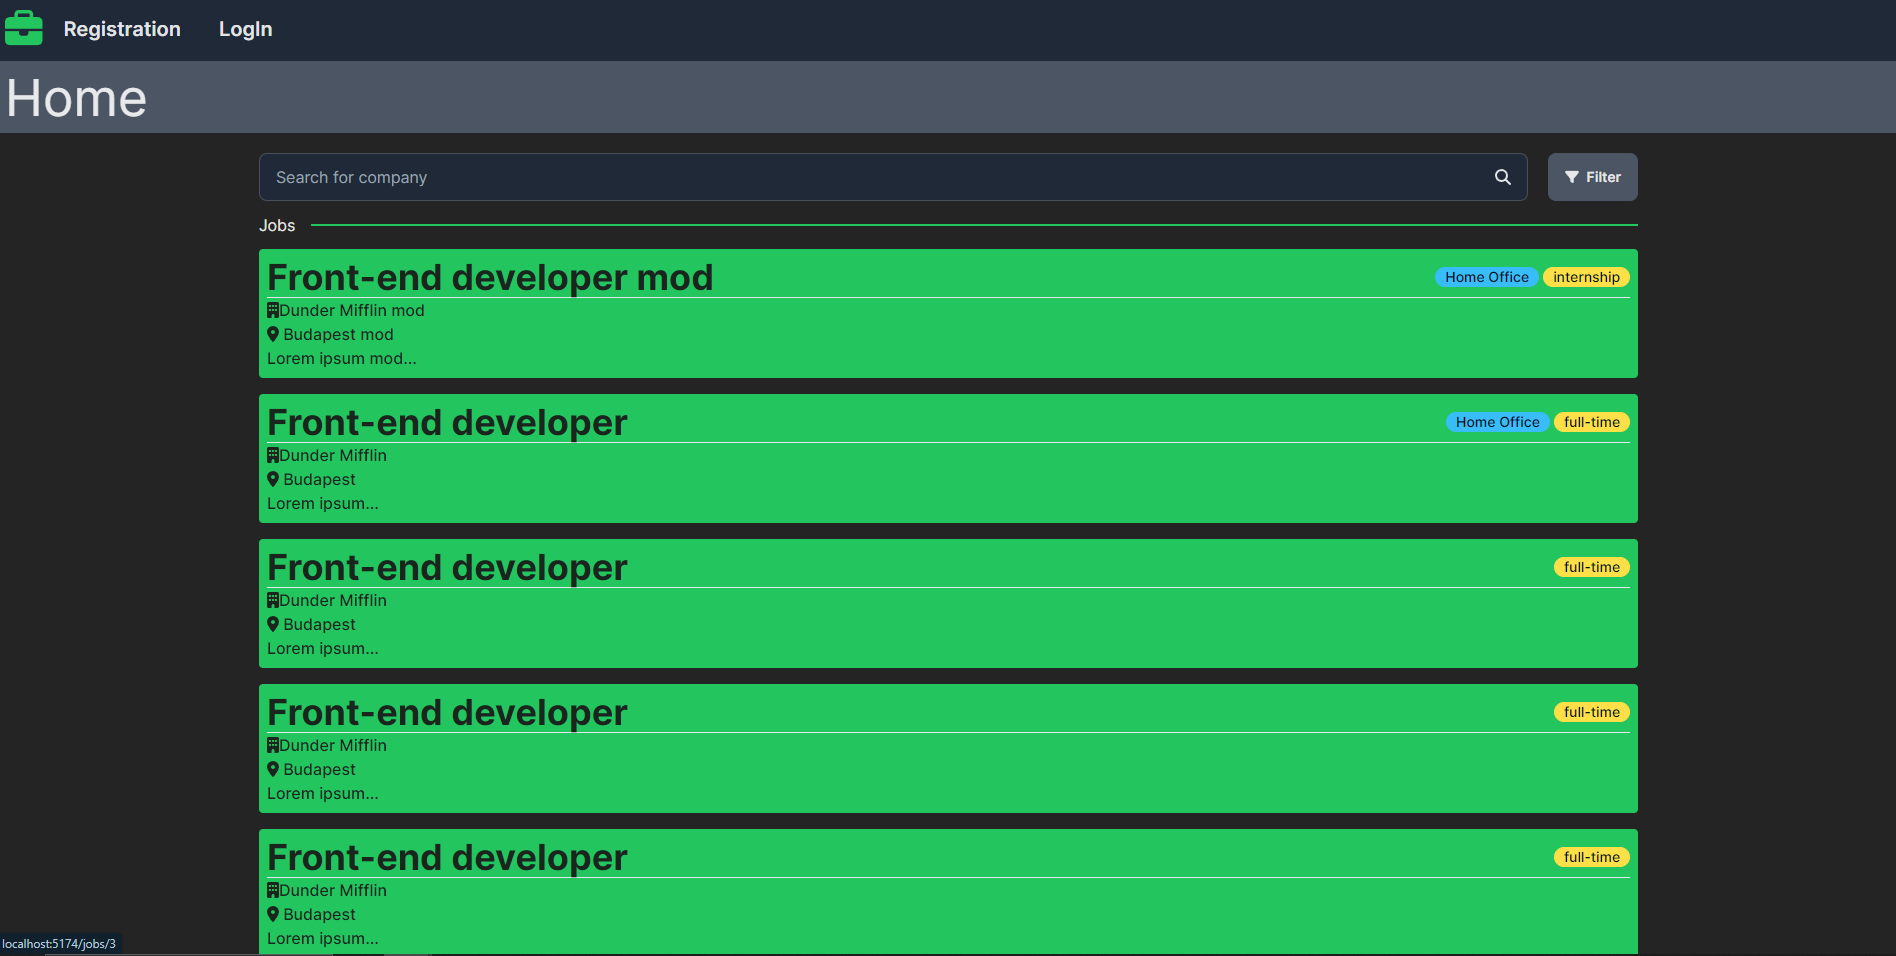 Registration LogIn
Home
Search for company Filter
Jobs
Front-end developer mod Home Office internship
Dunder Mifflin mod
Budapest mod
Lorem ipsum mod...
Front-end developer Home Office full-time
Dunder Mifflin
Budapest
Lorem ipsum...
Front-end developer full-time
Dunder Mifflin
Budapest
Lorem ipsum...
Front-end developer full-time
Dunder Mifflin
Budapest
Lorem ipsum...
Front-end developer full-time
Dunder Mifflin
Budapest
Lorem ipsum...
localhost:5174/jobs/3